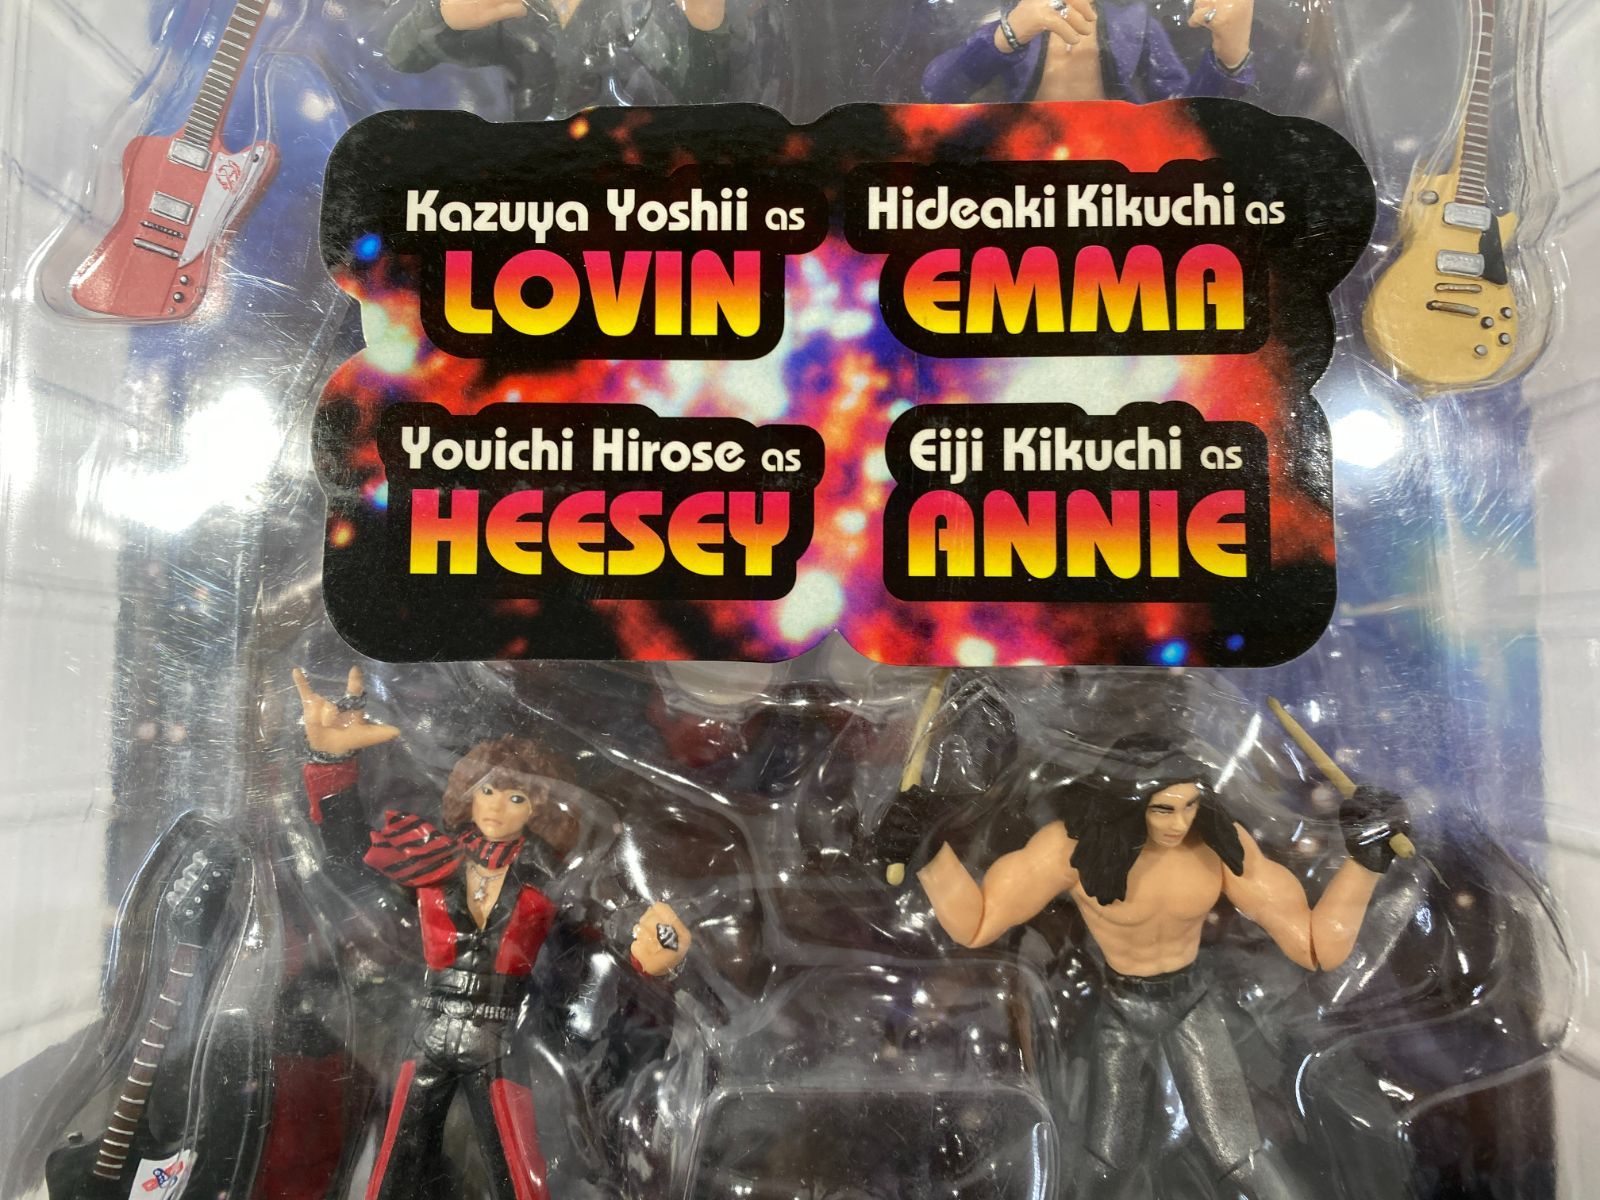 Kazuya Yoshii as
LOVIN
Hideaki Kikuchi as
EMMA
Youichi Hirose as
HEESEY
Eiji Kikuchi as
ANNIE